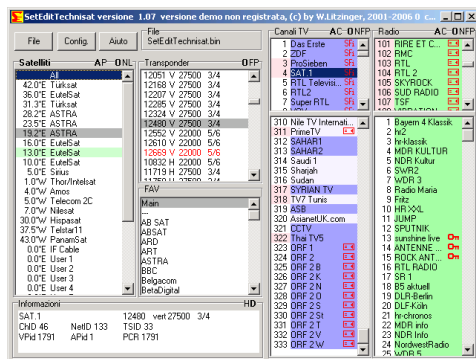 SetEditTechnisat versione 1.07 versione demo non registrata, (c) by W.Litzinger, 2001-2006
File
Config.
Aiuto
File
SetEditTechnisat.bin
Satelliti AP ONL
All
42.0°E Türksat
36.0°E EutelSat
31.3°E Türksat
28.2°E ASTRA
23.5°E ASTRA
19.2°E ASTRA
16.0°E EutelSat
13.0°E EutelSat
10.0°E EutelSat
5.0°E Sirius
1.0°W Thor/Intelsat
4.0°W Amos
5.0°W Telecom 2C
7.0°W Nilesat
30.0°W Hispasat
37.5°W Telstar11
43.0°W PanamSat
0.0°E IF Cable
0.0°E User 1
0.0°E User 2
0.0°E User 3
0.0°E User 4
Transponder OFP
12051 V 27500 3/4
12168 V 27500 3/4
12207 V 27500 3/4
12285 V 27500 3/4
12324 V 27500 3/4
12480 V 27500 3/4
12552 V 22000 5/6
12610 V 22000 5/6
12669 V 22000 5/6
10832 H 22000 5/6
11719 H 27500 3/4
FAV
Main
...
AB SAT
ABSAT
ARD
ART
ASTRA
BBC
Belgacom
BetaDigital
Canali TV AC ONFP
1 Das Erste
2 ZDF
3 ProSieben
4 SAT.1
5 RTL Televisi...
6 RTL2
7 Super RTL
310 Nile TV Internati...
311 PrimeTV
312 SAHAR1
313 SAHAR2
314 Saudi 1
315 Sharjah
316 Sudan
317 SYRIAN TV
318 TV7 Tunis
319 ASB
320 AsianetUK.com
321 CCTV
322 Thai TV5
323 ORF 1
324 ORF 2
325 ORF 2 B
326 ORF 2 K
327 ORF 2 N
328 ORF 2 O
329 ORF 2 S
330 ORF 2 St
331 ORF 2 T
332 ORF 2 V
333 ORF 2 W
Radio AC ONFP
101 RIRE ET C...
102 RMC
103 RTL
104 RTL 2
105 SKYROCK
106 SUD RADIO
107 TSF
1 Bayern 4 Klassik
2 hr2
3 hr-klassik
4 MDR KULTUR
5 NDR Kultur
6 SWR2
7 WDR 3
8 Radio Maria
9 Fritz
10 HR XXL
11 JUMP
12 SPUTNIK
13 sunshine live
14 ANTENNE ...
15 ROCK ANT...
16 RTL RADIO
17 SR 1
18 B5 aktuell
19 DLR-Berlin
20 DLF-Köln
21 hr-chronos
22 MDR info
23 NDR Info
24 NordwestRadio
25 WDR 5
Informazioni HD
SAT.1 12480 vert 27500 3/4
ChID 46 NetID 133 TSID 33
VPid 1791 APid 1 PCR 1791